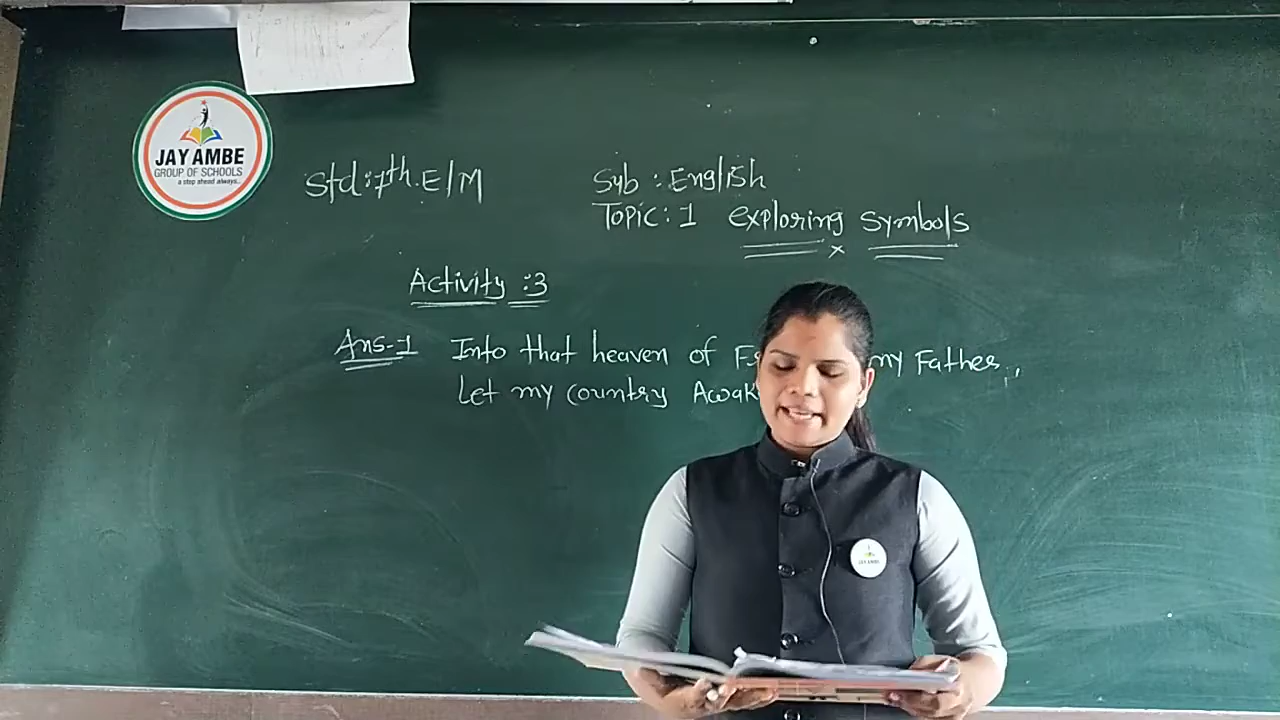 JAY AMBE
GROUP OF SCHOOLS
a step ahead always...
Std:7th.E/M
Sub : English
Topic: 1 exploring symbols
Activity :3
Ans-1 Into that heaven of my Father,
Let my country
JAY AMBE